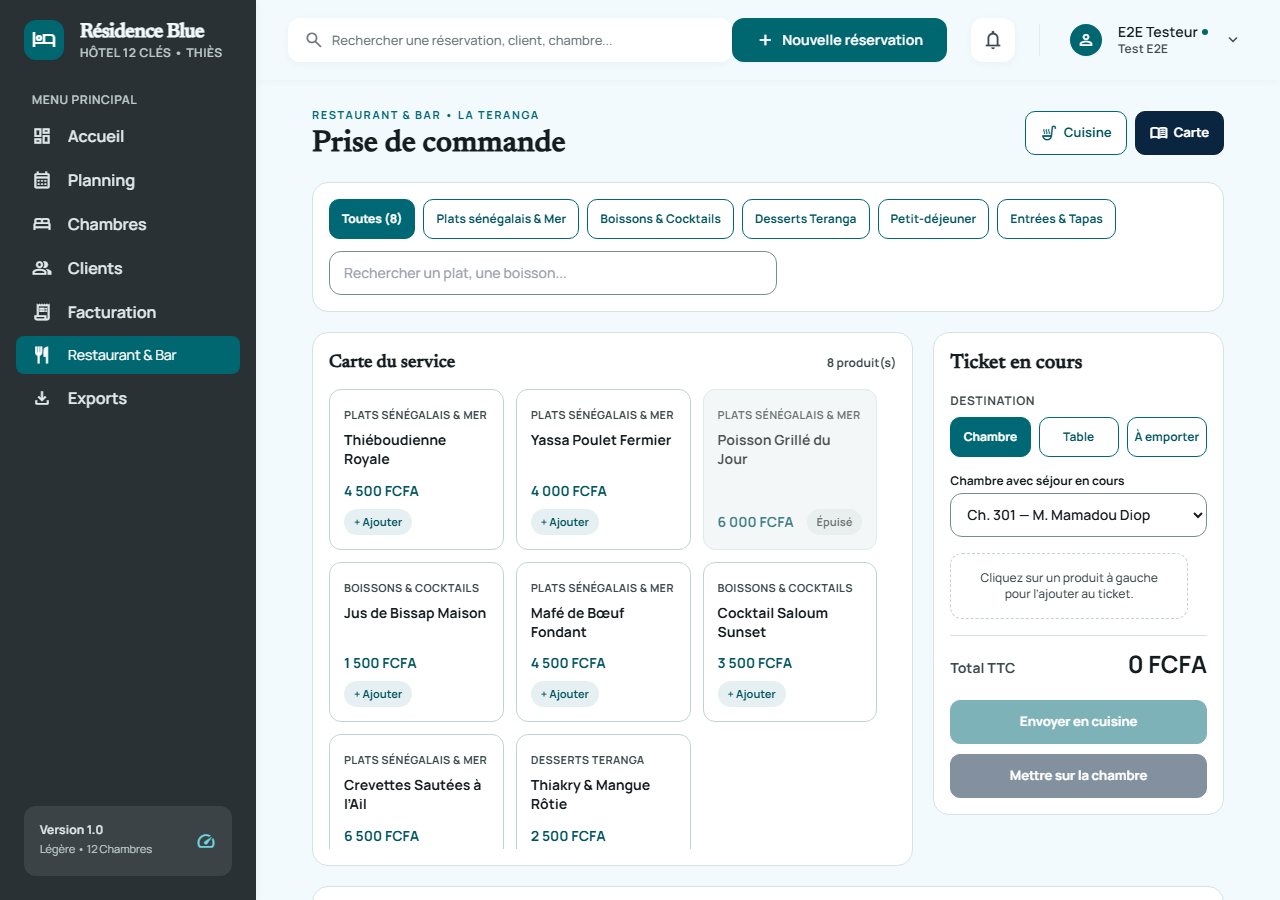 Résidence Blue
HÔTEL 12 CLÉS • THIÈS
MENU PRINCIPAL
Accueil
Planning
Chambres
Clients
Facturation
Restaurant & Bar
Exports
Version 1.0
Légère • 12 Chambres
Rechercher une réservation, client, chambre...
Nouvelle réservation
E2E Testeur
Test E2E
RESTAURANT & BAR • LA TERANGA
Prise de commande
Cuisine
Carte
Toutes (8)
Plats sénégalais & Mer
Boissons & Cocktails
Desserts Teranga
Petit-déjeuner
Entrées & Tapas
Rechercher un plat, une boisson...
Carte du service
8 produit(s)
PLATS SÉNÉGALAIS & MER
Thiéboudienne
Royale
4 500 FCFA
+ Ajouter
PLATS SÉNÉGALAIS & MER
Yassa Poulet Fermier
4 000 FCFA
+ Ajouter
PLATS SÉNÉGALAIS & MER
Poisson Grillé du
Jour
6 000 FCFA
Épuisé
BOISSONS & COCKTAILS
Jus de Bissap Maison
1 500 FCFA
+ Ajouter
PLATS SÉNÉGALAIS & MER
Mafé de Bœuf
Fondant
4 500 FCFA
+ Ajouter
BOISSONS & COCKTAILS
Cocktail Saloum
Sunset
3 500 FCFA
+ Ajouter
PLATS SÉNÉGALAIS & MER
Crevettes Sautées à
l'Ail
6 500 FCFA
DESSERTS TERANGA
Thiakry & Mangue
Rôtie
2 500 FCFA
Ticket en cours
DESTINATION
Chambre
Table
À emporter
Chambre avec séjour en cours
Ch. 301 — M. Mamadou Diop
Cliquez sur un produit à gauche
pour l'ajouter au ticket.
Total TTC
0 FCFA
Envoyer en cuisine
Mettre sur la chambre